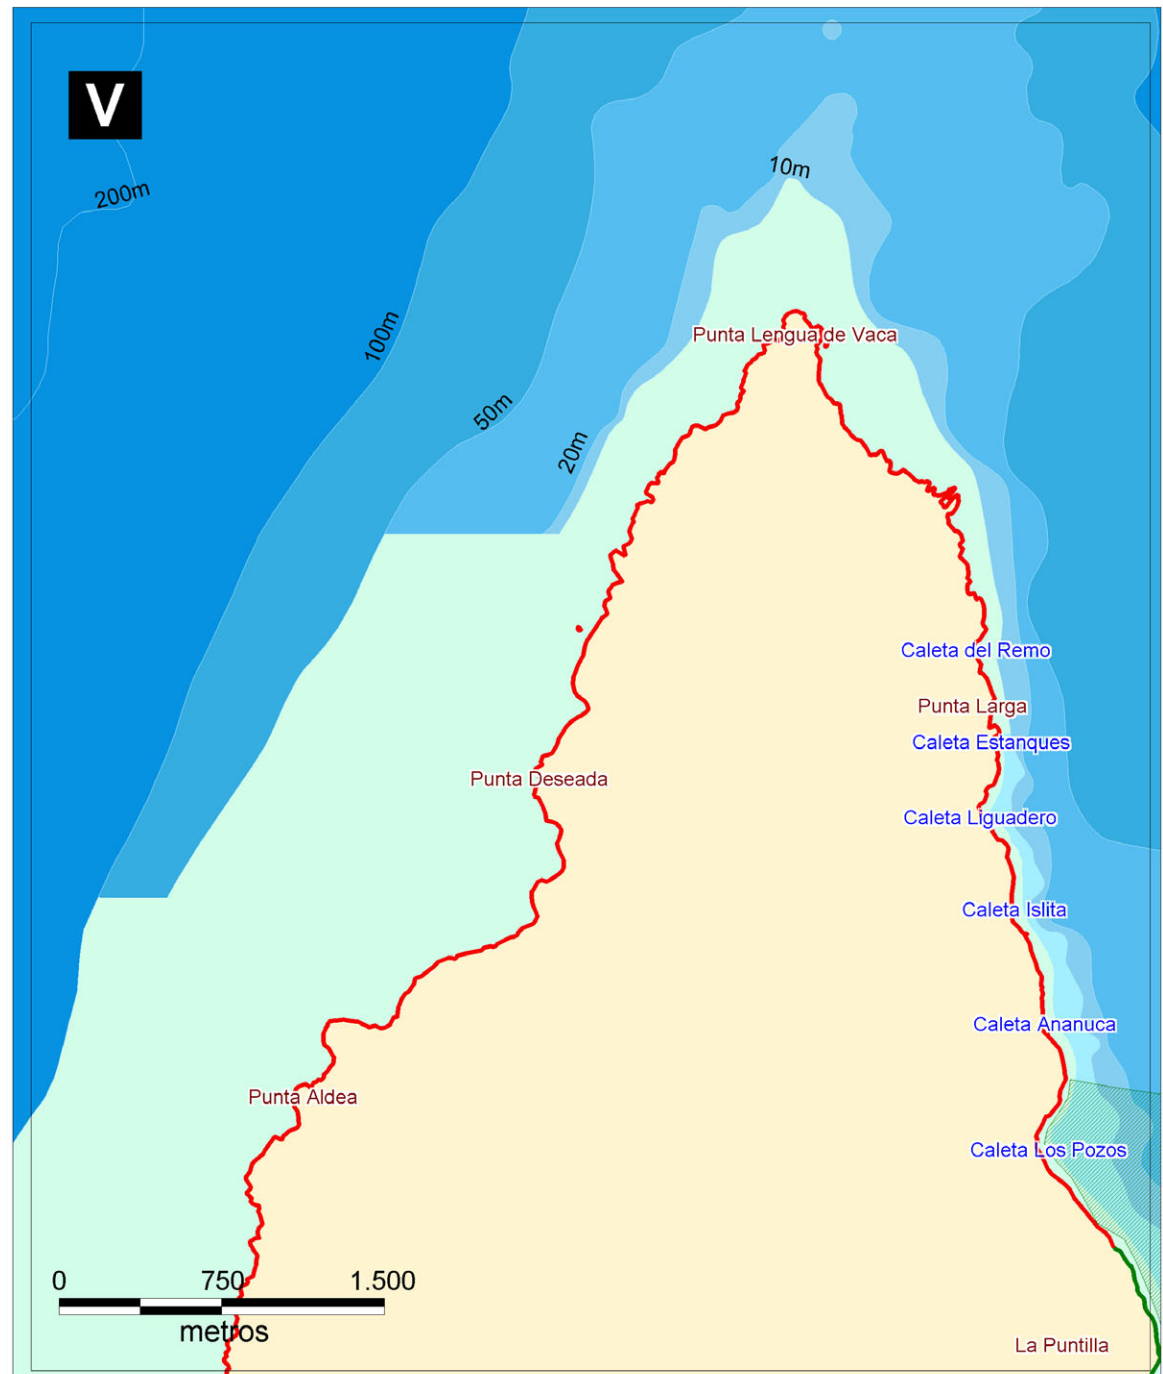 V
10m
200m
100m
Punta Lengua de Vaca
50m
20m
Caleta del Remo
Punta Larga
Caleta Estanques
Punta Deseada
Caleta Liguadero
Caleta Islita
Caleta Ananuca
Punta Aldea
Caleta Los Pozos
0 750 1.500
metros
La Puntilla